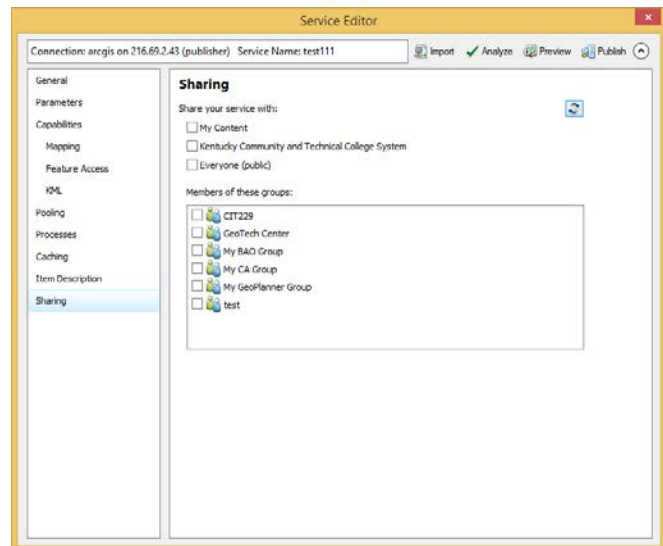 Service Editor
Connection: arcgis on 216.69.2.43 (publisher) Service Name: test111
Import Analyze Preview Publish
General
Parameters
Capabilities
Mapping
Feature Access
KML
Pooling
Processes
Caching
Item Description
Sharing
Sharing
Share your service with:
My Content
Kentucky Community and Technical College System
Everyone (public)
Members of these groups:
CIT229
GeoTech Center
My BAO Group
My CA Group
My GeoPlanner Group
test